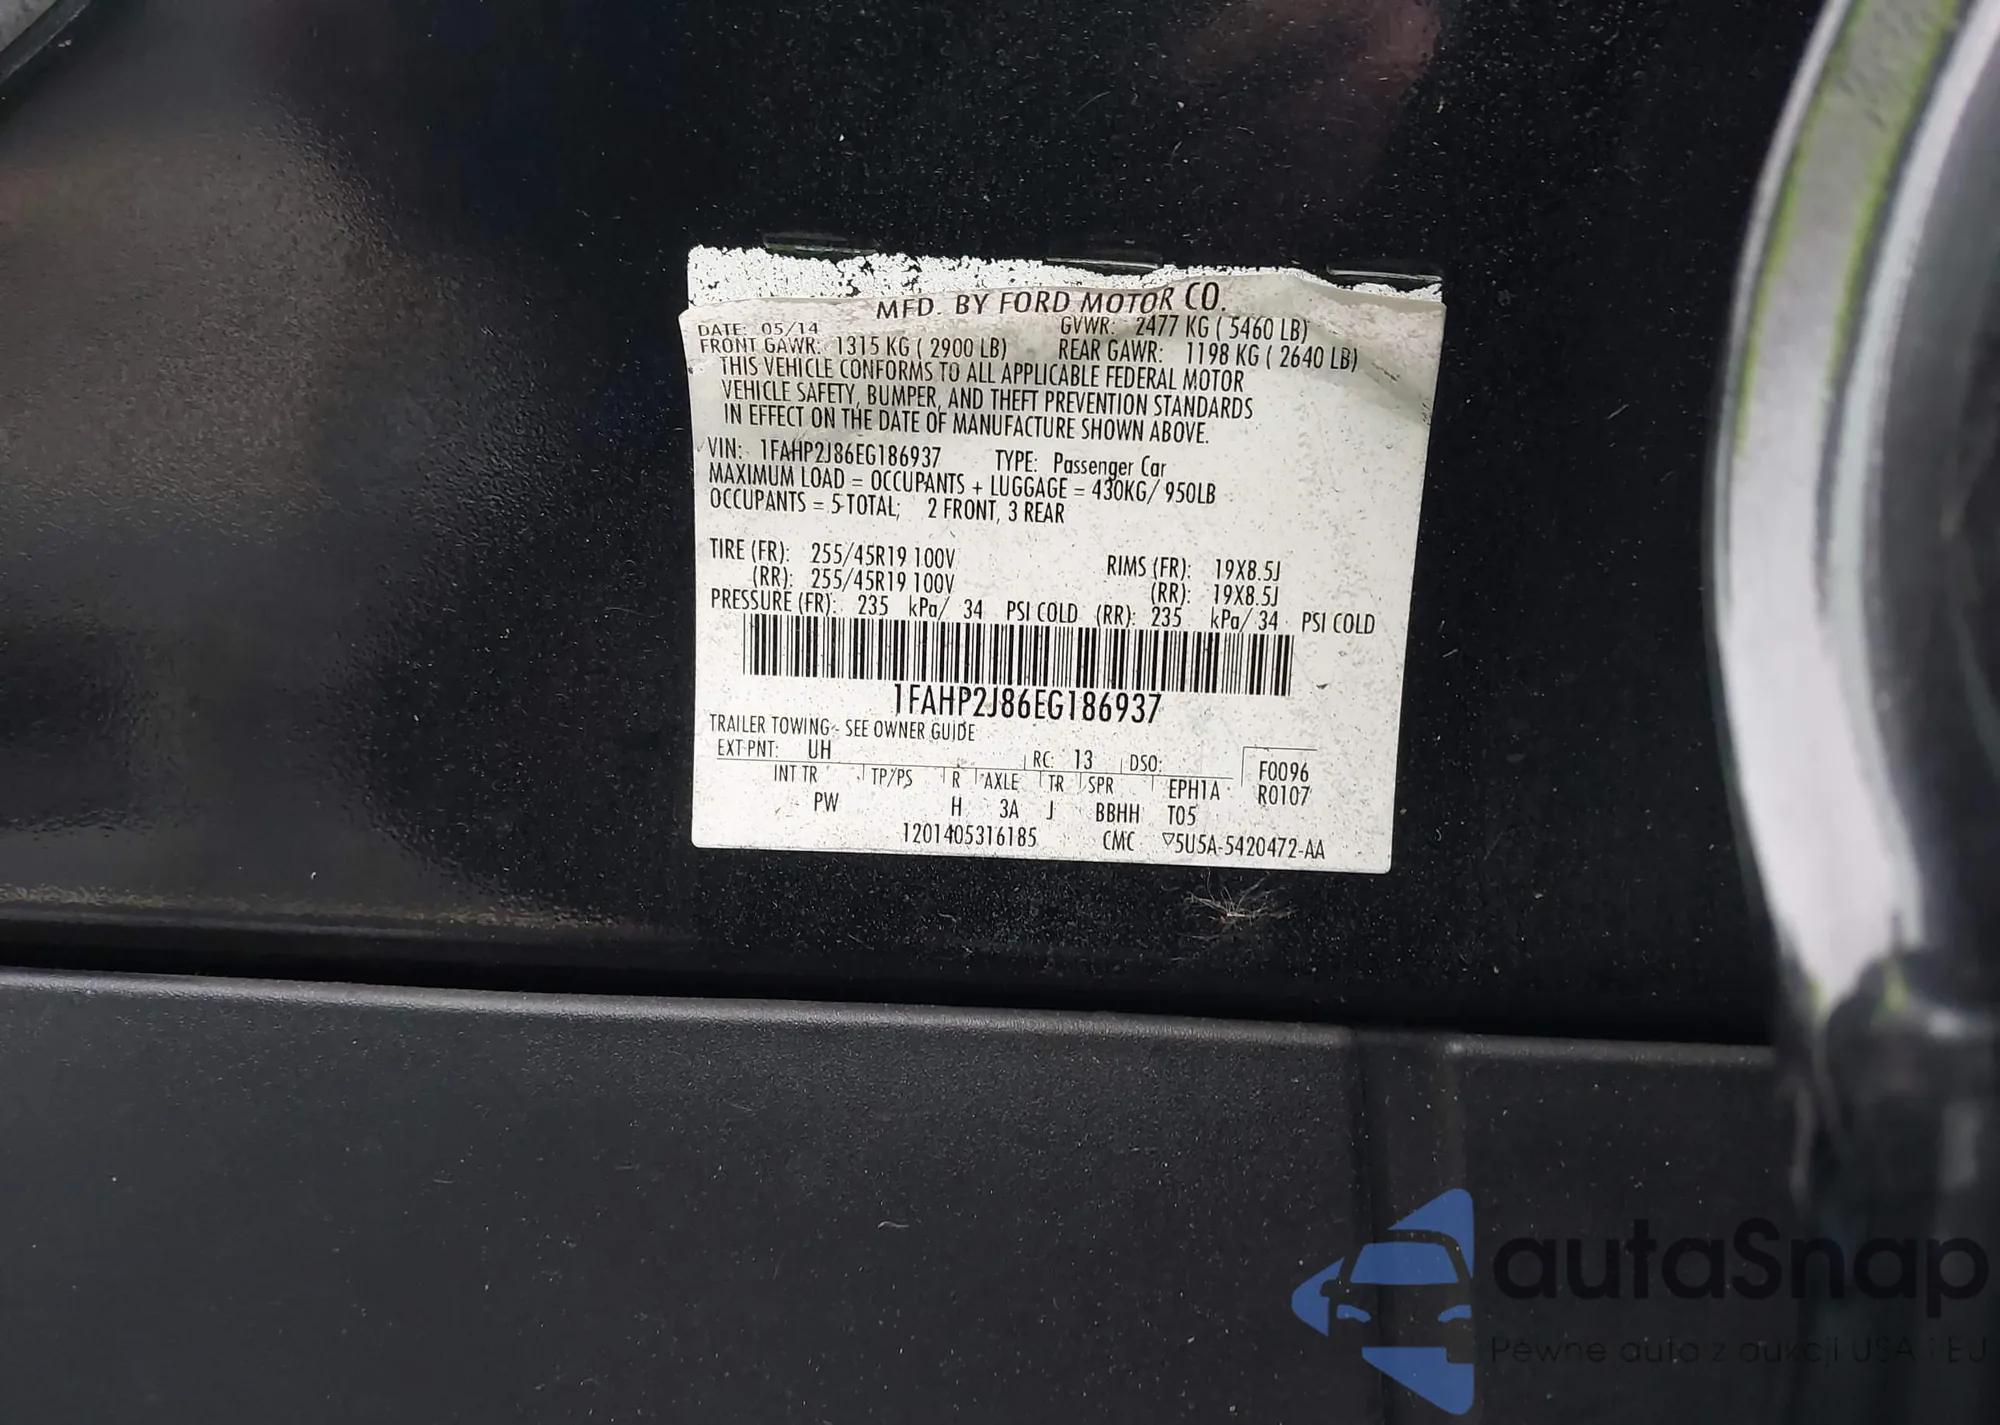 MFD. BY FORD MOTOR CO.
DATE: 05/14 GVWR: 2477 KG ( 5460 LB)
FRONT GAWR: 1315 KG ( 2900 LB) REAR GAWR: 1198 KG ( 2640 LB)
THIS VEHICLE CONFORMS TO ALL APPLICABLE FEDERAL MOTOR
VEHICLE SAFETY, BUMPER, AND THEFT PREVENTION STANDARDS
IN EFFECT ON THE DATE OF MANUFACTURE SHOWN ABOVE.
VIN: 1FAHP2J86EG186937 TYPE: Passenger Car
MAXIMUM LOAD = OCCUPANTS + LUGGAGE = 430KG/ 950LB
OCCUPANTS = 5 TOTAL; 2 FRONT, 3 REAR
TIRE (FR): 255/45R19 100V RIMS (FR): 19X8.5J
(RR): 255/45R19 100V (RR): 19X8.5J
PRESSURE (FR): 235 kPa/ 34 PSI COLD (RR): 235 kPa/ 34 PSI COLD
1FAHP2J86EG186937
TRAILER TOWING - SEE OWNER GUIDE
EXT PNT: UH RC: 13 DSO: F0096
INT TR TP/PS R AXLE TR SPR EPH1A R0107
PW H 3A J BBHH T05
1201405316185 CMC ▽5U5A-5420472-AA
autaSnap
Pewne auto z aukcji USA i EU